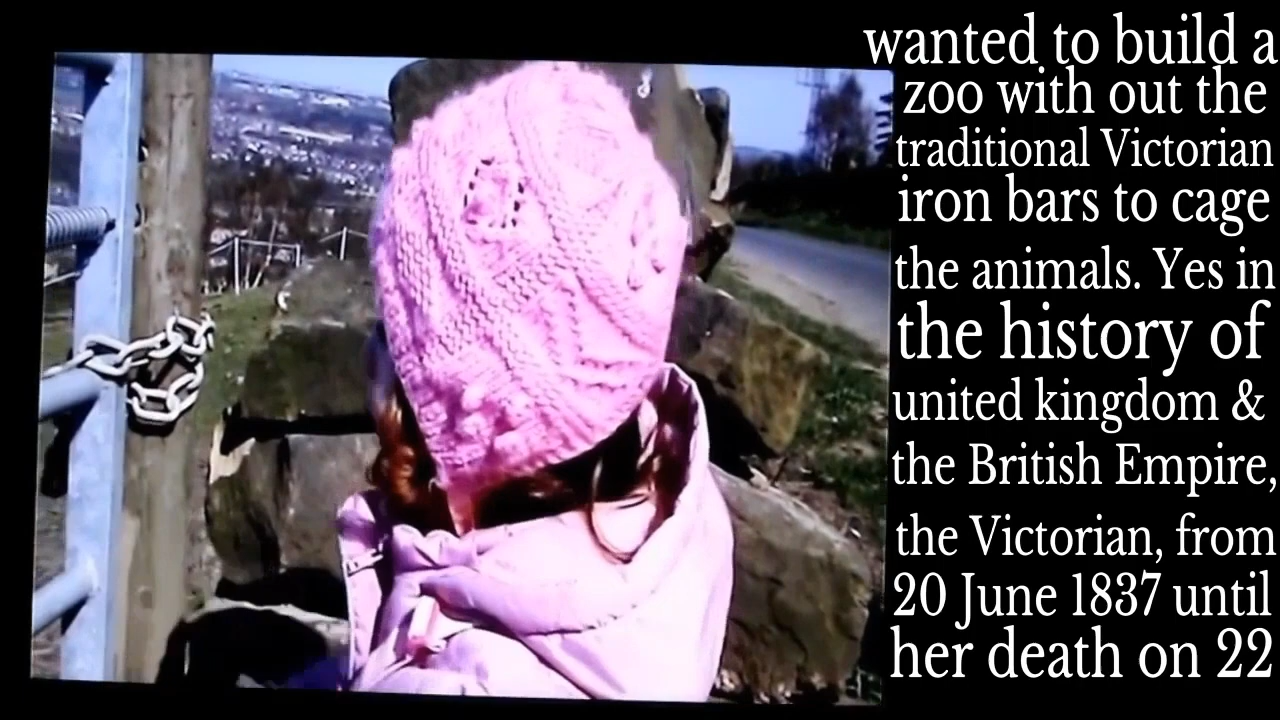 wanted to build a
zoo with out the
traditional Victorian
iron bars to cage
the animals. Yes in
the history of
united kingdom &
the British Empire,
the Victorian, from
20 June 1837 until
her death on 22